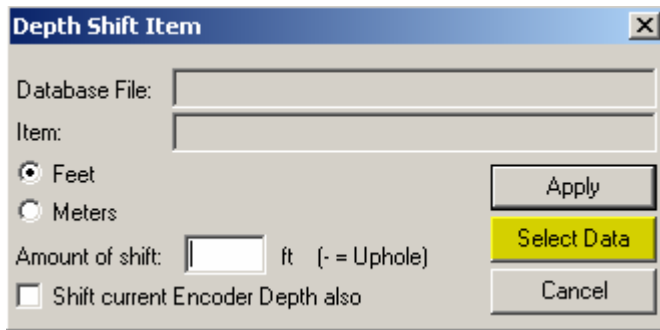 Depth Shift Item
Database File:
Item:
Feet
Meters
Apply
Select Data
Amount of shift: ft (- = Uphole)
Shift current Encoder Depth also
Cancel